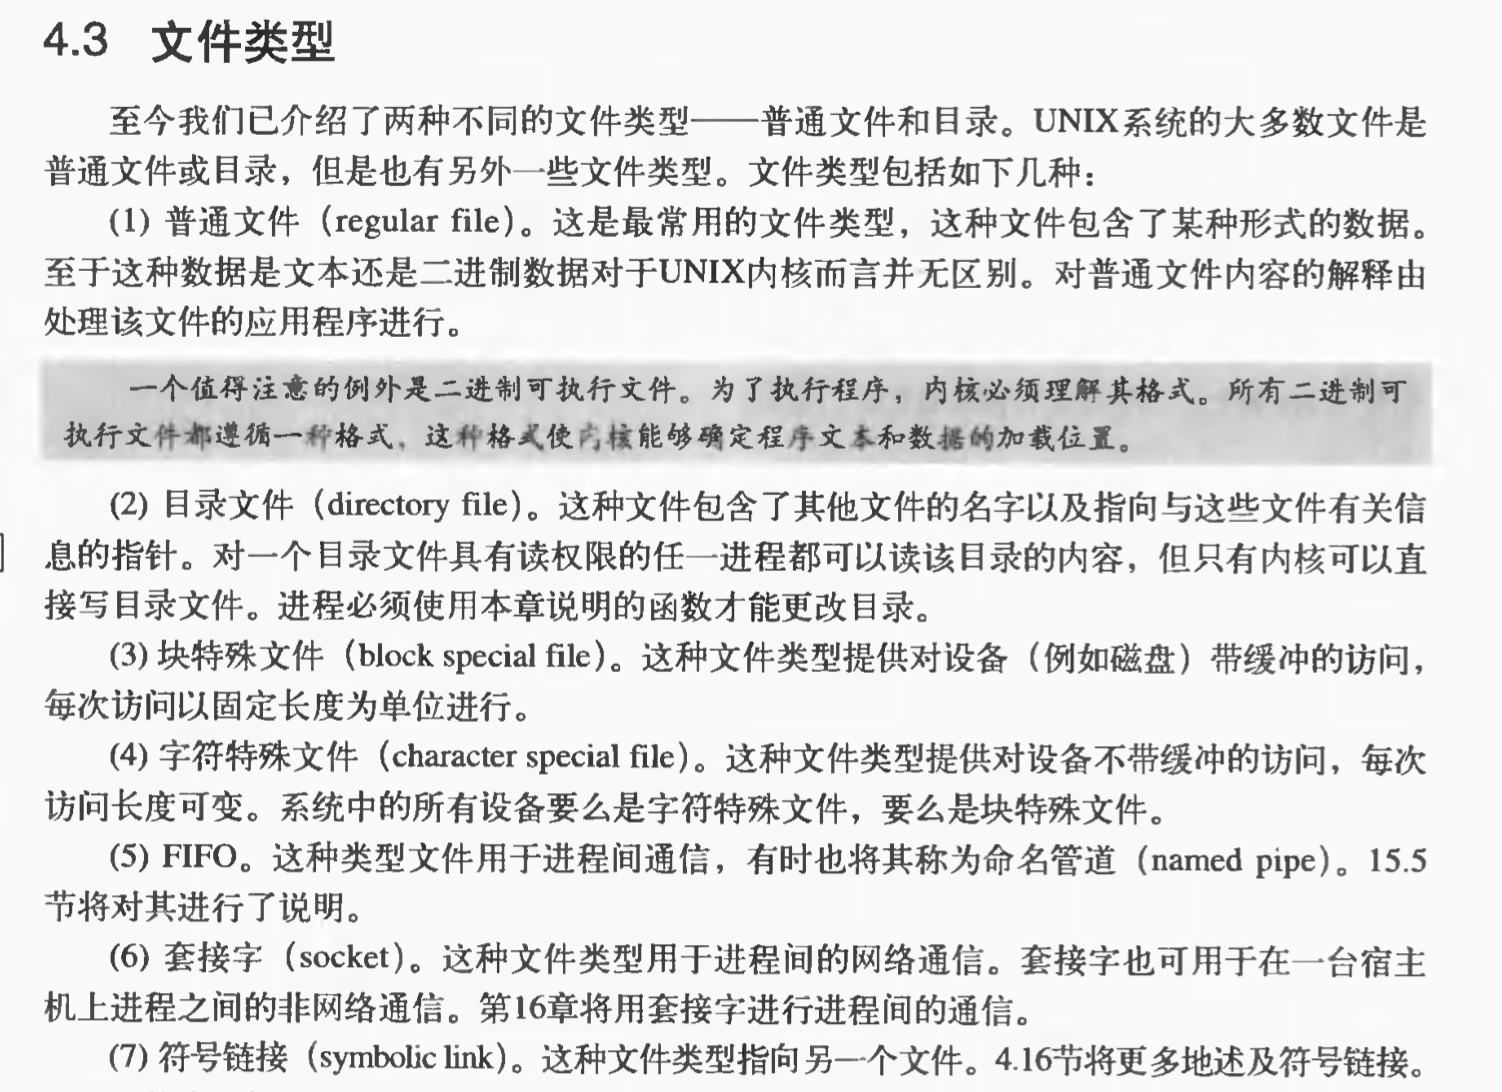 4.3 文件类型
至今我们已介绍了两种不同的文件类型——普通文件和目录。UNIX系统的大多数文件是
普通文件或目录，但是也有另外一些文件类型。文件类型包括如下几种：
(1) 普通文件（regular file）。这是最常用的文件类型，这种文件包含了某种形式的数据。
至于这种数据是文本还是二进制数据对于UNIX内核而言并无区别。对普通文件内容的解释由
处理该文件的应用程序进行。
一个值得注意的例外是二进制可执行文件。为了执行程序，内核必须理解其格式。所有二进制可
执行文件都遵循一种格式，这种格式使内核能够确定程序文本和数据的加载位置。
(2) 目录文件（directory file）。这种文件包含了其他文件的名字以及指向与这些文件有关信
息的指针。对一个目录文件具有读权限的任一进程都可以读该目录的内容，但只有内核可以直
接写目录文件。进程必须使用本章说明的函数才能更改目录。
(3) 块特殊文件（block special file）。这种文件类型提供对设备（例如磁盘）带缓冲的访问，
每次访问以固定长度为单位进行。
(4) 字符特殊文件（character special file）。这种文件类型提供对设备不带缓冲的访问，每次
访问长度可变。系统中的所有设备要么是字符特殊文件，要么是块特殊文件。
(5) FIFO。这种类型文件用于进程间通信，有时也将其称为命名管道（named pipe）。15.5
节将对其进行了说明。
(6) 套接字（socket）。这种文件类型用于进程间的网络通信。套接字也可用于在一台宿主
机上进程之间的非网络通信。第16章将用套接字进行进程间的通信。
(7) 符号链接（symbolic link）。这种文件类型指向另一个文件。4.16节将更多地述及符号链接。